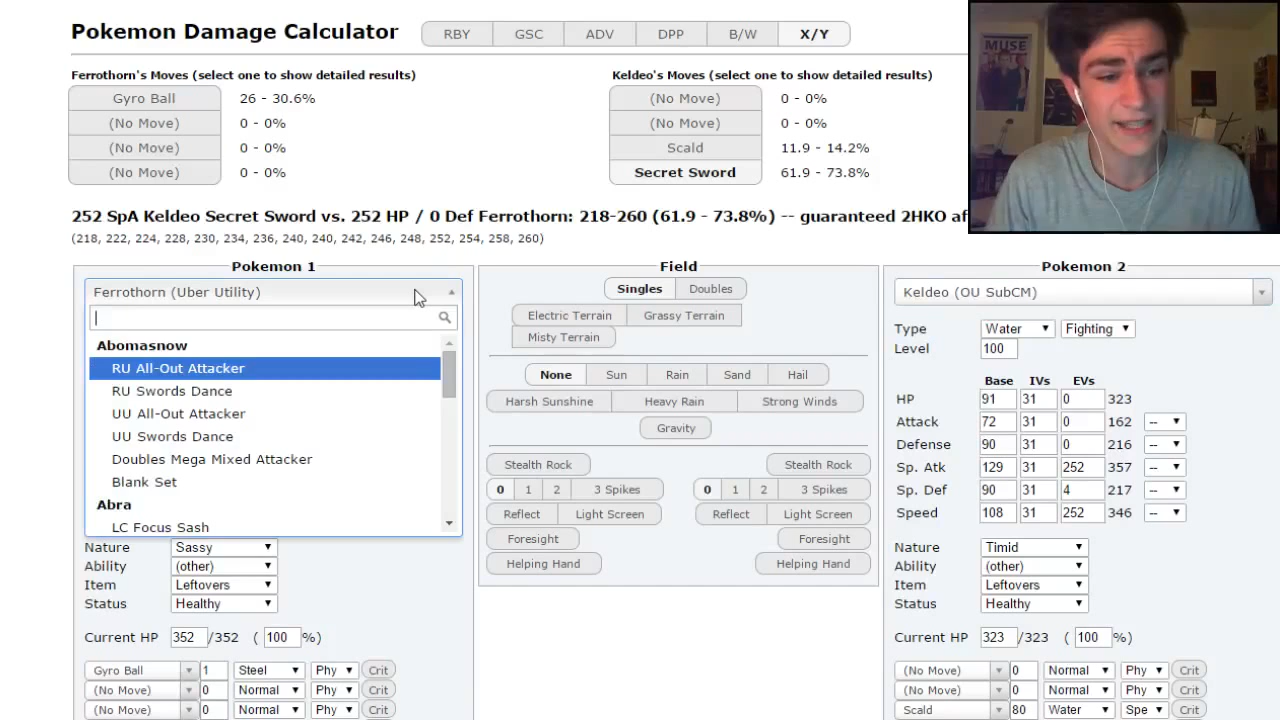 Pokemon Damage Calculator RBY GSC ADV DPP B/W X/Y
MUSE
Ferrothorn's Moves (select one to show detailed results)
Gyro Ball 26 - 30.6%
(No Move) 0 - 0%
(No Move) 0 - 0%
(No Move) 0 - 0%
Keldeo's Moves (select one to show detailed results)
(No Move) 0 - 0%
(No Move) 0 - 0%
Scald 11.9 - 14.2%
Secret Sword 61.9 - 73.8%
252 SpA Keldeo Secret Sword vs. 252 HP / 0 Def Ferrothorn: 218-260 (61.9 - 73.8%) -- guaranteed 2HKO af
(218, 222, 224, 228, 230, 234, 236, 240, 240, 242, 246, 248, 252, 254, 258, 260)
Pokemon 1
Ferrothorn (Uber Utility)
Abomasnow
RU All-Out Attacker
RU Swords Dance
UU All-Out Attacker
UU Swords Dance
Doubles Mega Mixed Attacker
Blank Set
Abra
LC Focus Sash
Nature Sassy
Ability (other)
Item Leftovers
Status Healthy
Current HP 352 /352 ( 100 %)
Gyro Ball 1 Steel Phy Crit
(No Move) 0 Normal Phy Crit
(No Move) 0 Normal Phy Crit
Field
Singles Doubles
Electric Terrain Grassy Terrain
Misty Terrain
None Sun Rain Sand Hail
Harsh Sunshine Heavy Rain Strong Winds
Gravity
Stealth Rock Stealth Rock
0 1 2 3 Spikes 0 1 2 3 Spikes
Reflect Light Screen Reflect Light Screen
Foresight Foresight
Helping Hand Helping Hand
Pokemon 2
Keldeo (OU SubCM)
Type Water Fighting
Level 100
Base IVs EVs
HP 91 31 0 323
Attack 72 31 0 162 --
Defense 90 31 0 216 --
Sp. Atk 129 31 252 357 --
Sp. Def 90 31 4 217 --
Speed 108 31 252 346 --
Nature Timid
Ability (other)
Item Leftovers
Status Healthy
Current HP 323 /323 ( 100 %)
(No Move) 0 Normal Phy Crit
(No Move) 0 Normal Phy Crit
Scald 80 Water Spe Crit